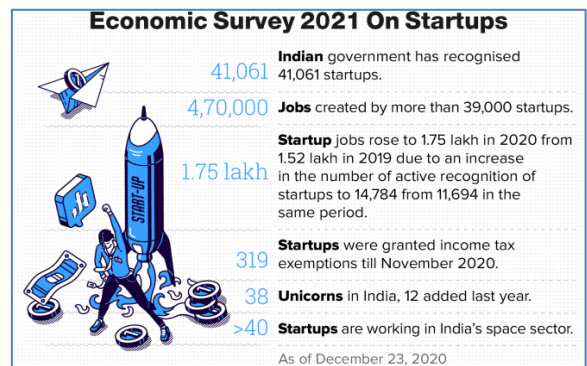 Economic Survey 2021 On Startups
41,061
Indian government has recognised
41,061 startups.
4,70,000
Jobs created by more than 39,000 startups.
1.75 lakh
Startup jobs rose to 1.75 lakh in 2020 from
1.52 lakh in 2019 due to an increase
in the number of active recognition of
startups to 14,784 from 11,694 in the
same period.
START-UP
319
Startups were granted income tax
exemptions till November 2020.
38
Unicorns in India, 12 added last year.
>40
Startups are working in India's space sector.
As of December 23, 2020